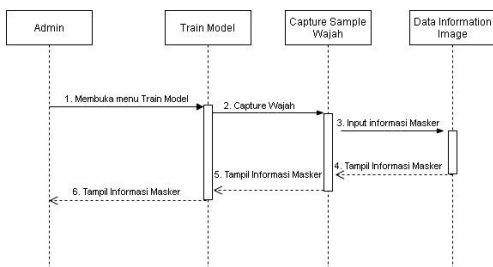 Admin
Train Model
Capture Sample
Wajah
Data Information
Image
1. Membuka menu Train Model
2. Capture Wajah
3. Input informasi Masker
4. Tampil Informasi Masker
5. Tampil Informasi Masker
6. Tampil Informasi Masker